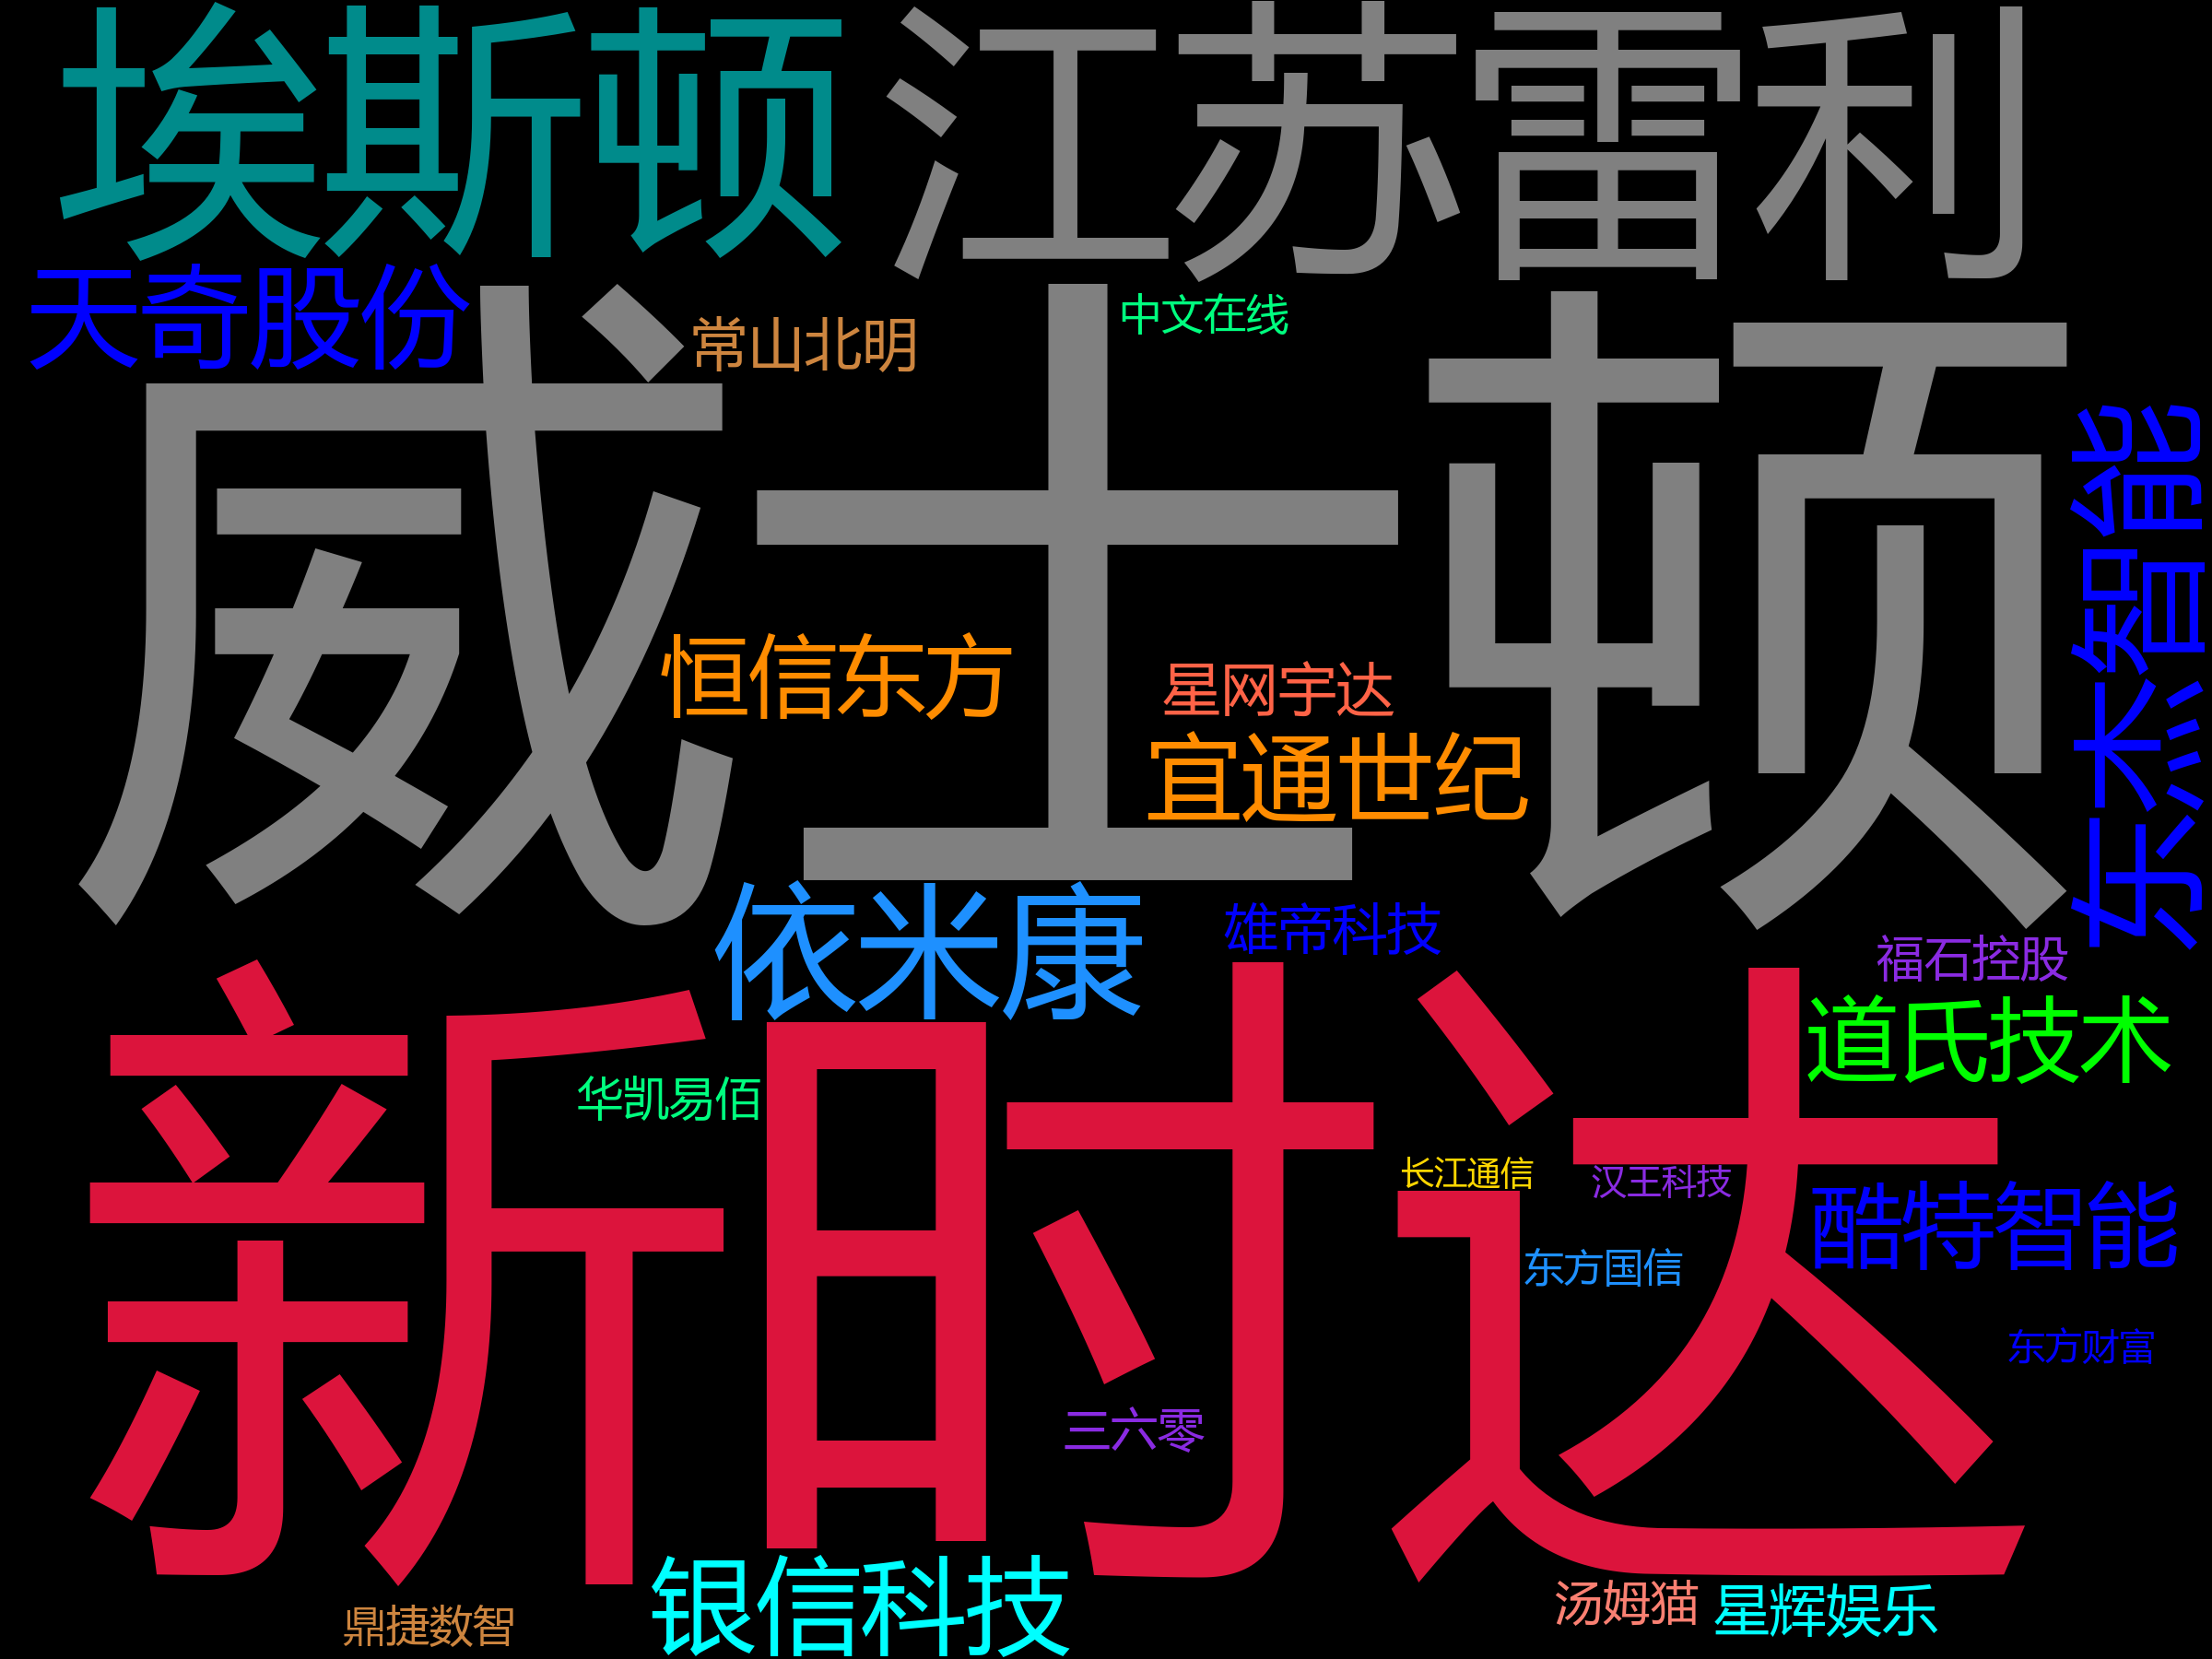 埃斯顿
江苏雷利
天奇股份
常山北明
中文在线
威士顿
东杰智能
恒信东方
星网宇达
宜通世纪
依米康
雄帝科技
福石控股
道氏技术
新时达
华凯易佰
长江通信
汉王科技
酷特智能
东方国信
东方财富
三六零
银信科技
鼎捷数智
汤姆猫
星辉娱乐